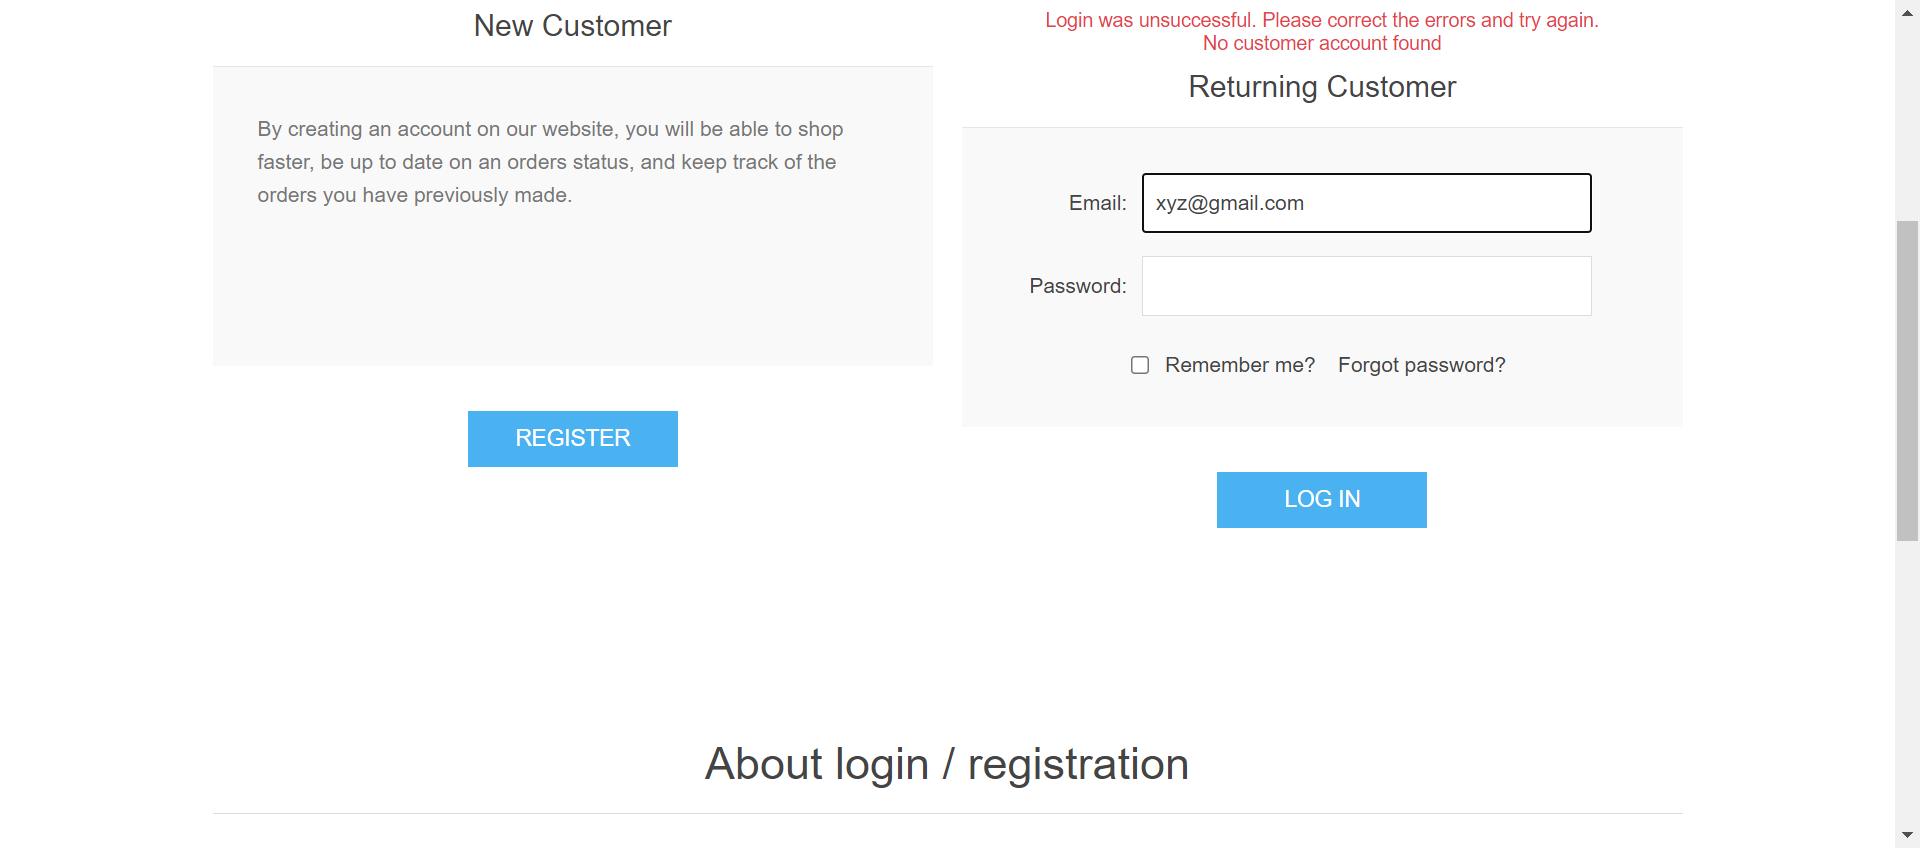 New Customer
By creating an account on our website, you will be able to shop
faster, be up to date on an orders status, and keep track of the
orders you have previously made.
REGISTER
Login was unsuccessful. Please correct the errors and try again.
No customer account found
Returning Customer
Email: xyz@gmail.com
Password:
Remember me? Forgot password?
LOG IN
About login / registration